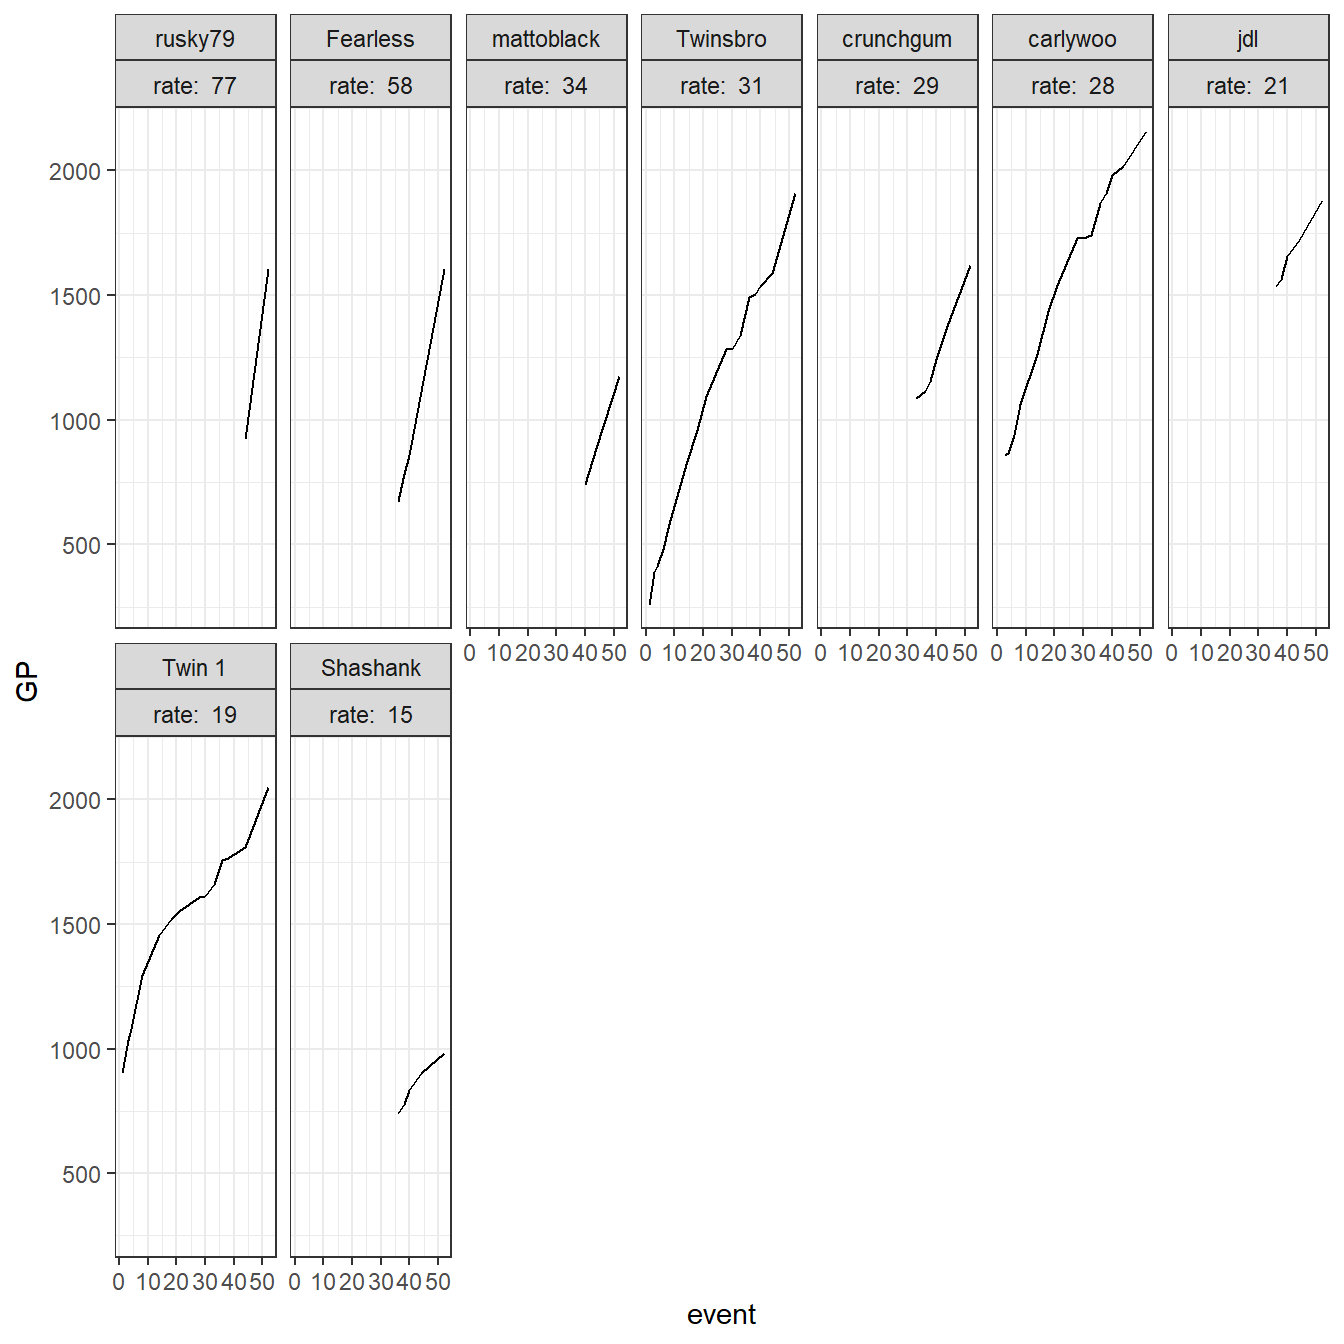 rusky79 Fearless mattoblack Twinsbro crunchgum carlywoo jdl
rate: 77 rate: 58 rate: 34 rate: 31 rate: 29 rate: 28 rate: 21
2000
1500
1000
500
0 10 20 30 40 50 0 10 20 30 40 50 0 10 20 30 40 50 0 10 20 30 40 50 0 10 20 30 40 50
Twin 1 Shashank
rate: 19 rate: 15
GP
2000
1500
1000
500
0 10 20 30 40 50 0 10 20 30 40 50
event